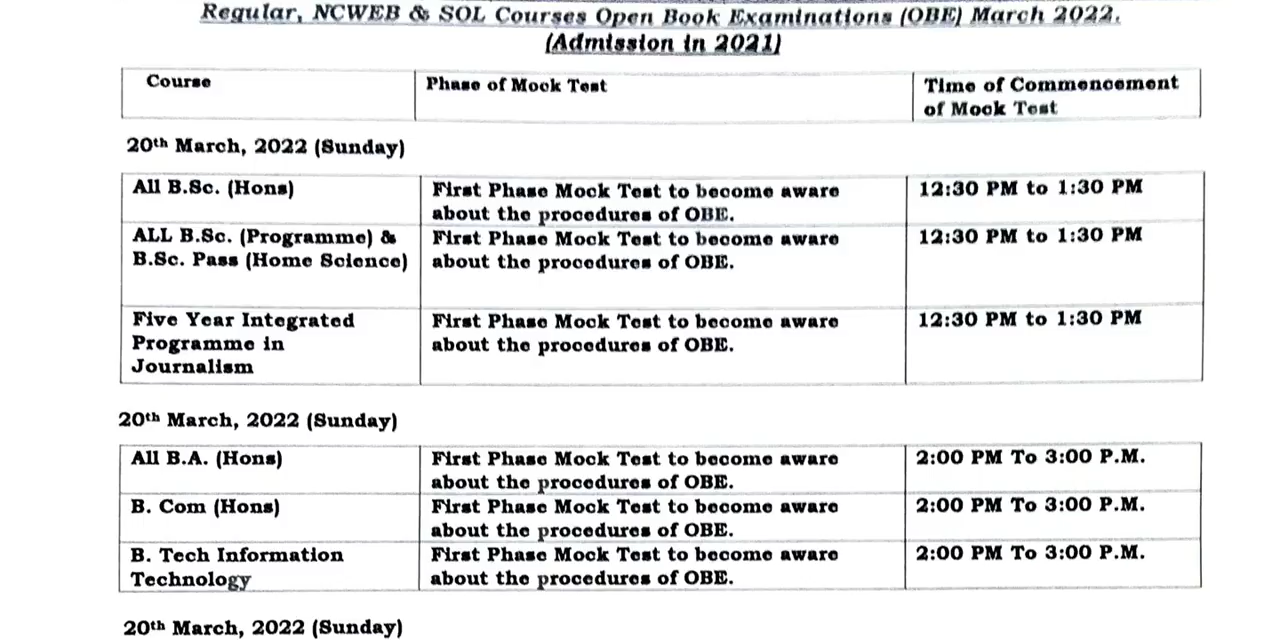 Regular, NCWEB & SOL Courses Open Book Examinations (OBE) March 2022.
(Admission in 2021)
Course
Phase of Mock Test
Time of Commencement
of Mock Test
20th March, 2022 (Sunday)
All B.Sc. (Hons)
First Phase Mock Test to become aware
about the procedures of OBE.
12:30 PM to 1:30 PM
ALL B.Sc. (Programme) &
B.Sc. Pass (Home Science)
First Phase Mock Test to become aware
about the procedures of OBE.
12:30 PM to 1:30 PM
Five Year Integrated
Programme in
Journalism
First Phase Mock Test to become aware
about the procedures of OBE.
12:30 PM to 1:30 PM
20th March, 2022 (Sunday)
All B.A. (Hons)
First Phase Mock Test to become aware
about the procedures of OBE.
2:00 PM To 3:00 P.M.
B. Com (Hons)
First Phase Mock Test to become aware
about the procedures of OBE.
2:00 PM To 3:00 P.M.
B. Tech Information
Technology
First Phase Mock Test to become aware
about the procedures of OBE.
2:00 PM To 3:00 P.M.
20th March, 2022 (Sunday)